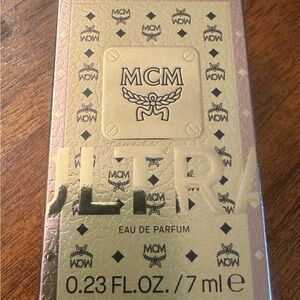 MCM
ULTRA
EAU DE PARFUM
0.23 FL.OZ. / 7 ml ℮